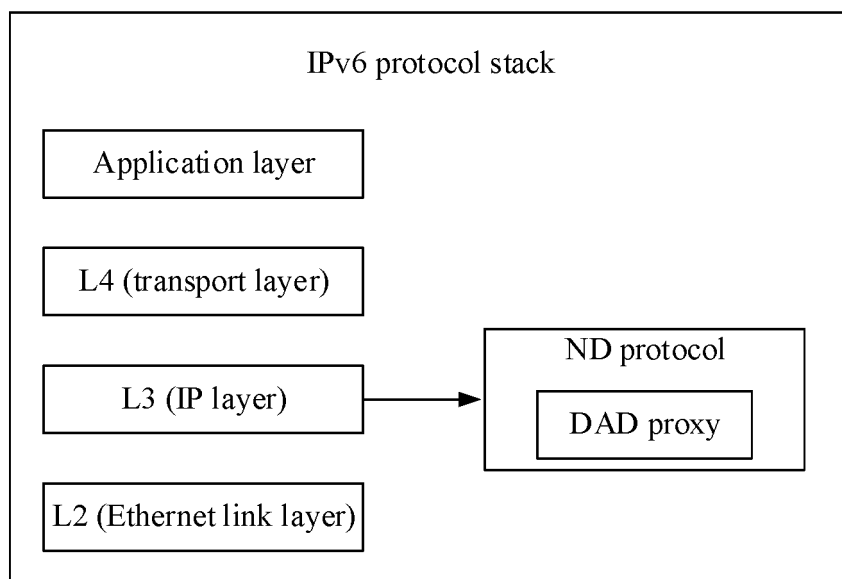 IPv6 protocol stack
Application layer
L4 (transport layer)
L3 (IP layer)
ND protocol
DAD proxy
L2 (Ethernet link layer)